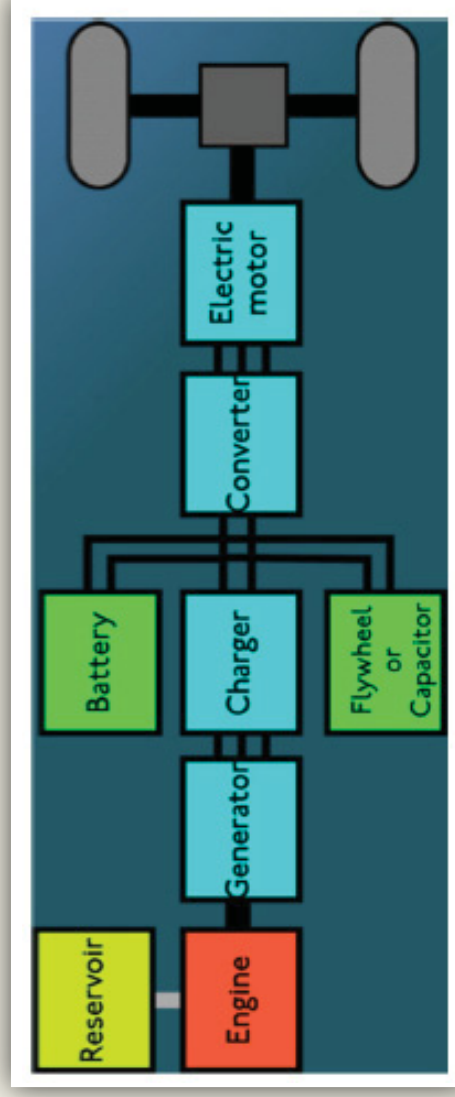 Reservoir
Engine
Generator
Battery
Charger
Flywheel
or
Capacitor
Converter
Electric
motor